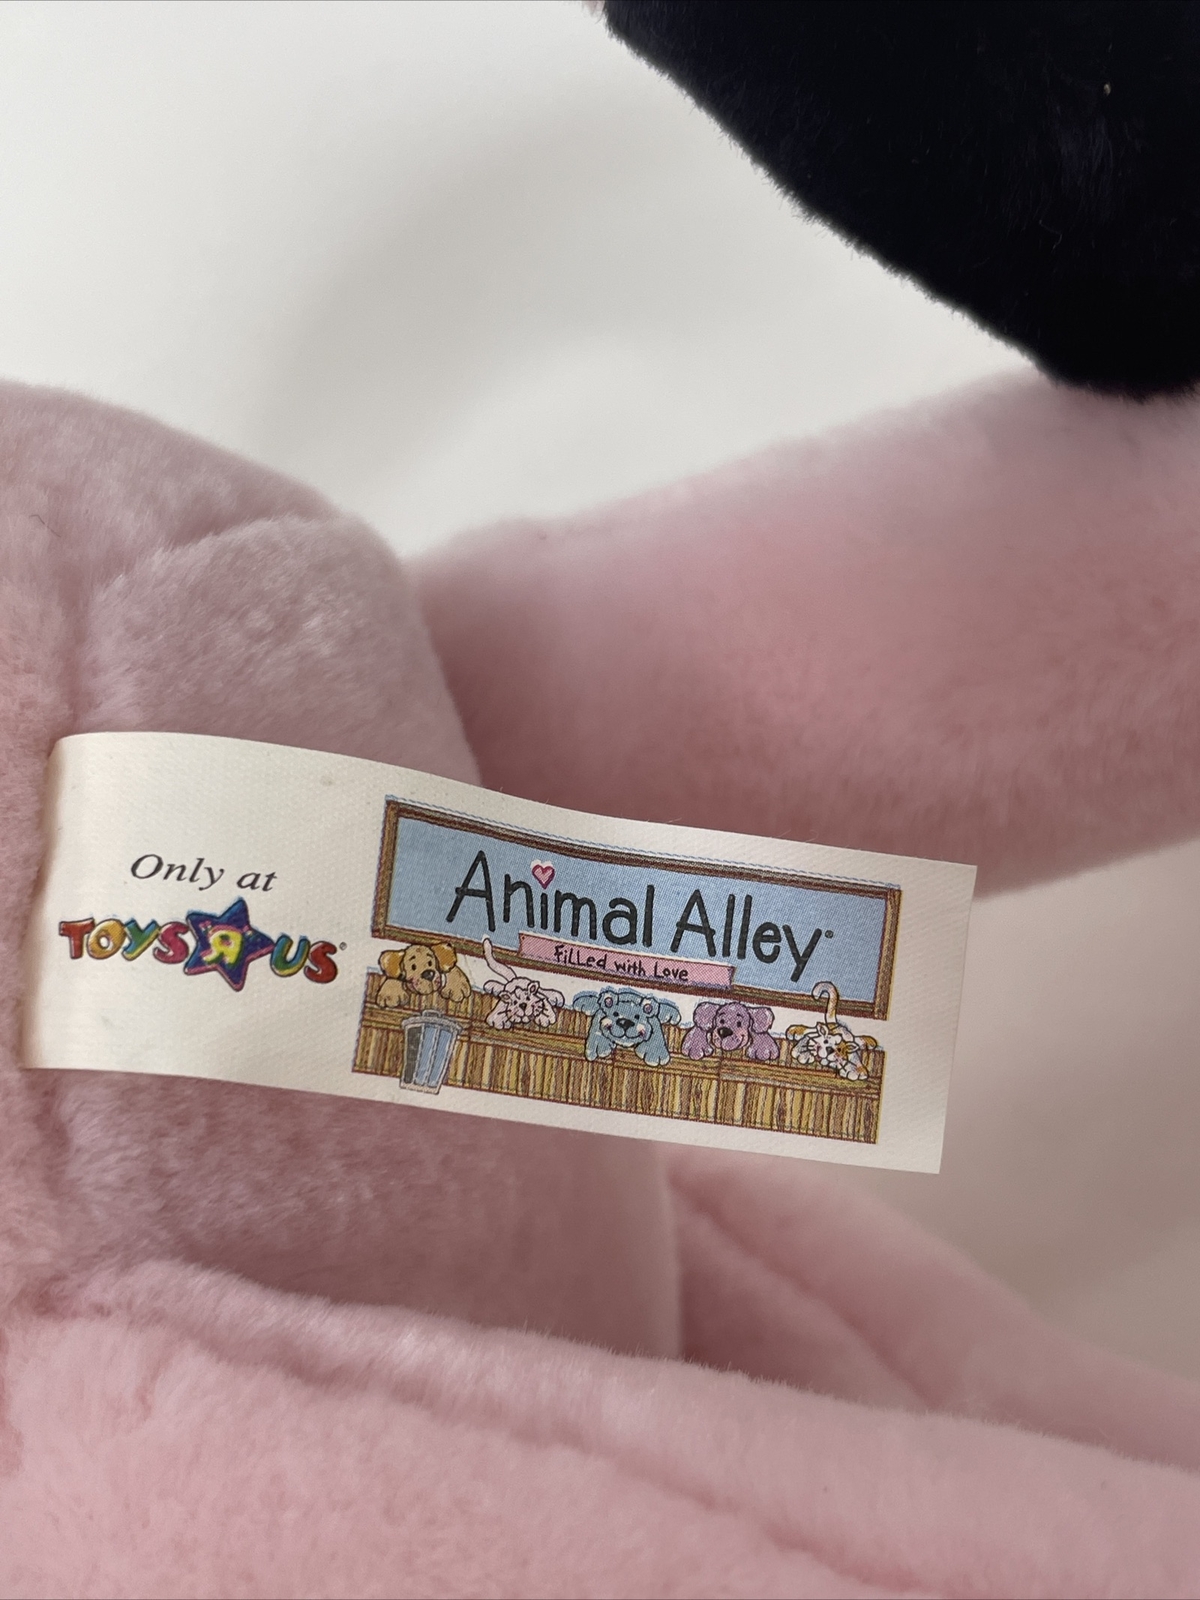 Only at
TOYS"R"US®
Animal Alley®
Filled with Love